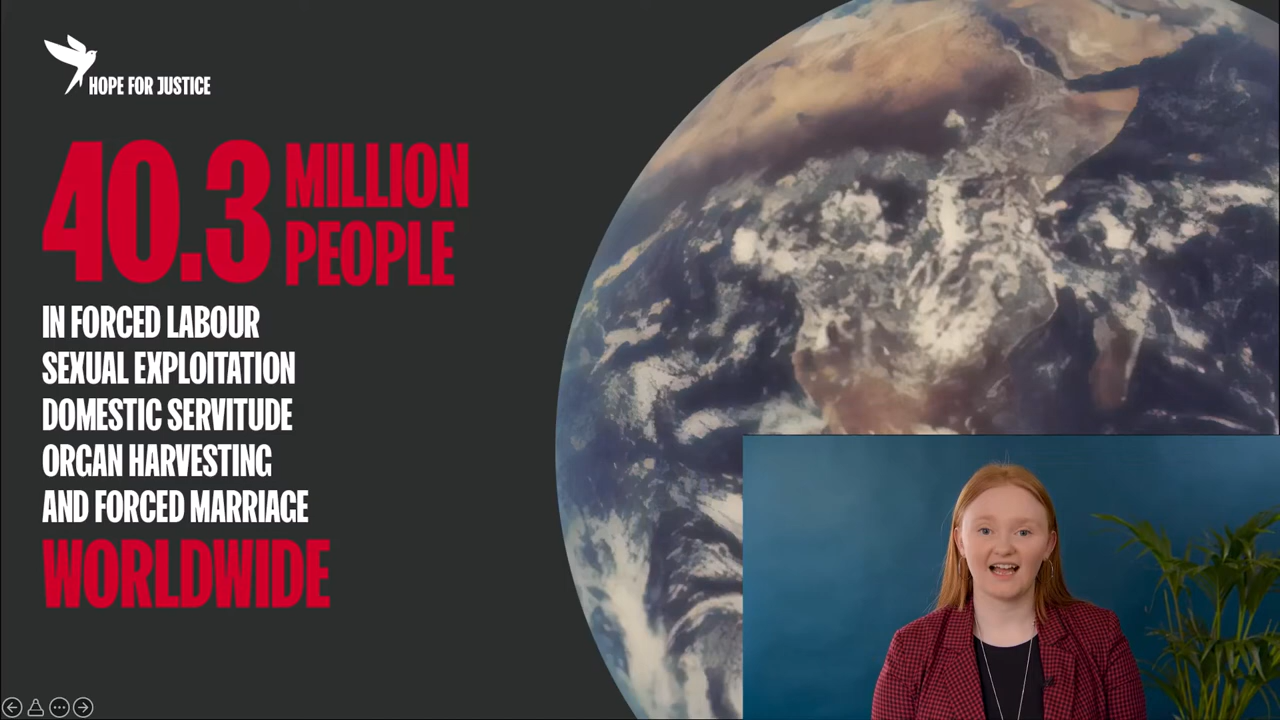 HOPE FOR JUSTICE
40.3 MILLION
PEOPLE
IN FORCED LABOUR
SEXUAL EXPLOITATION
DOMESTIC SERVITUDE
ORGAN HARVESTING
AND FORCED MARRIAGE
WORLDWIDE